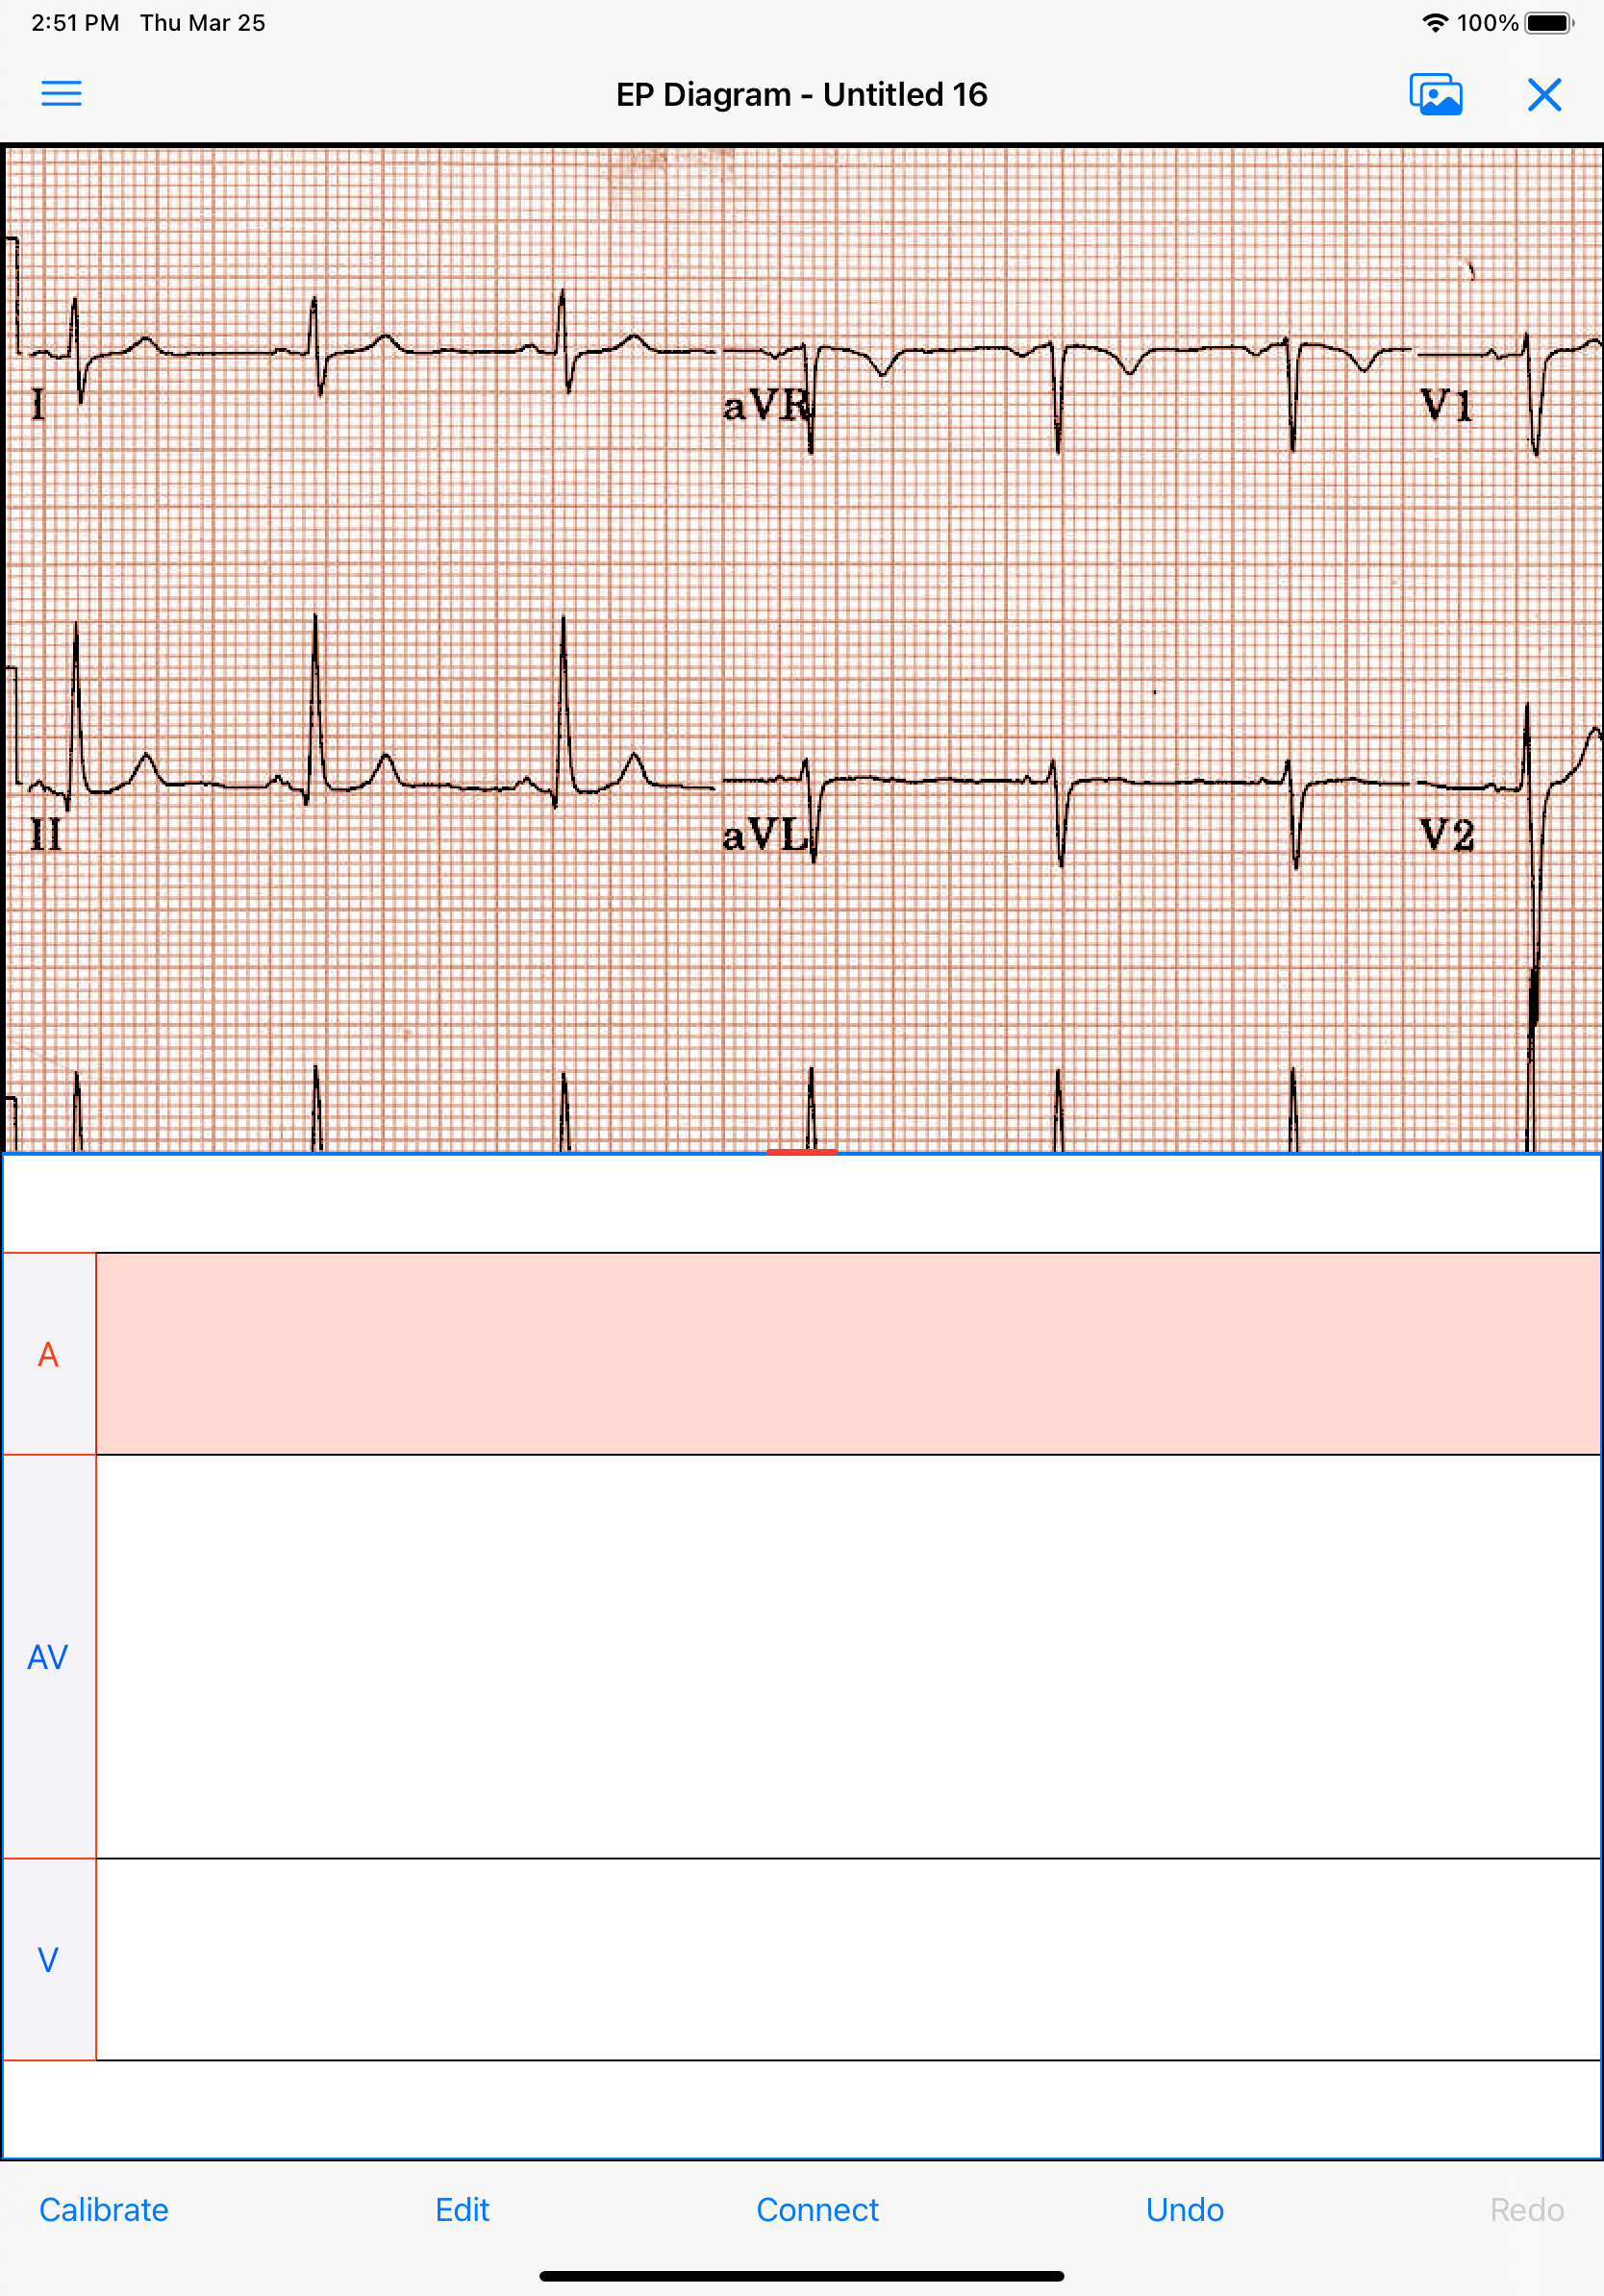 2:51 PM Thu Mar 25 100%
EP Diagram - Untitled 16
I aVR V1
II aVL V2
A
AV
V
Calibrate Edit Connect Undo Redo